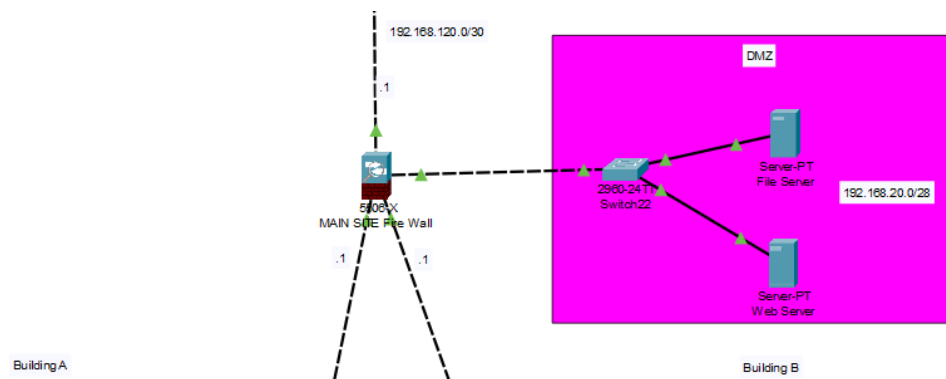 192.168.120.0/30
DMZ
.1
Server-PT
File Server
2960-24TT
Switch22
192.168.20.0/28
5506-X
MAIN SITE Fire Wall
.1
.1
Server-PT
Web Server
Building A
Building B